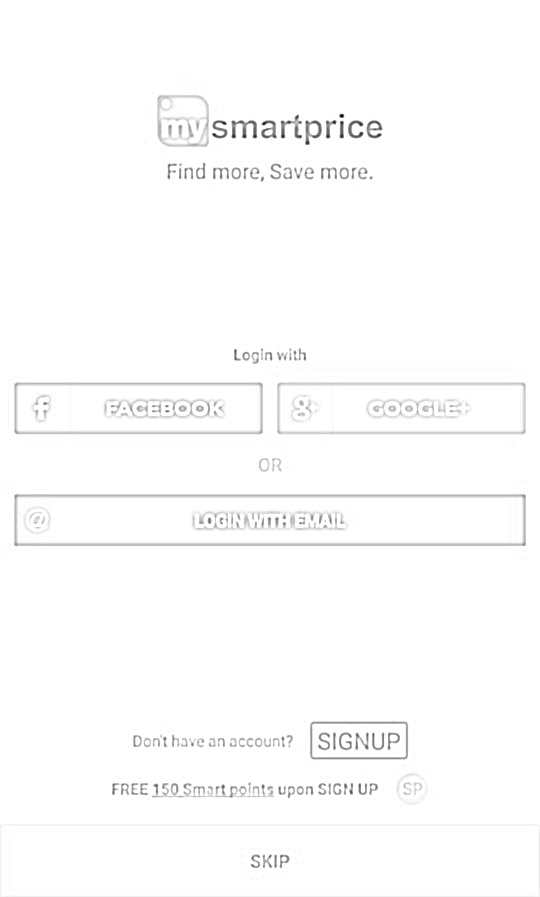 mysmartprice
Find more, Save more.
Login with
f FACEBOOK
g+ GOOGLE+
OR
@ LOGIN WITH EMAIL
Don't have an account? SIGNUP
FREE 150 Smart points upon SIGN UP SP
SKIP